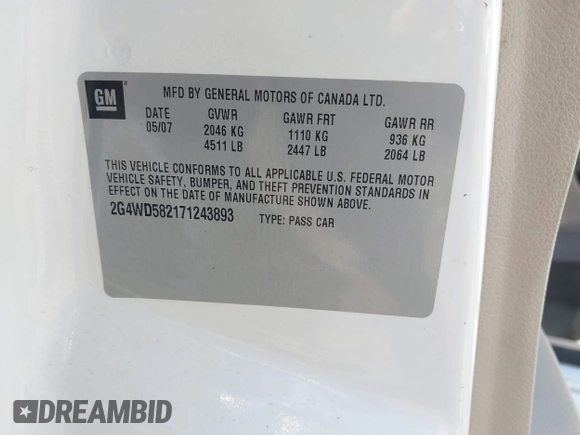 GM
MFD BY GENERAL MOTORS OF CANADA LTD.
DATE GVWR GAWR FRT GAWR RR
05/07 2046 KG 1110 KG 936 KG
4511 LB 2447 LB 2064 LB
THIS VEHICLE CONFORMS TO ALL APPLICABLE U.S. FEDERAL MOTOR
VEHICLE SAFETY, BUMPER, AND THEFT PREVENTION STANDARDS IN
EFFECT ON THE DATE OF MANUFACTURE SHOWN ABOVE.
2G4WD582171243893 TYPE: PASS CAR
DREAMBID